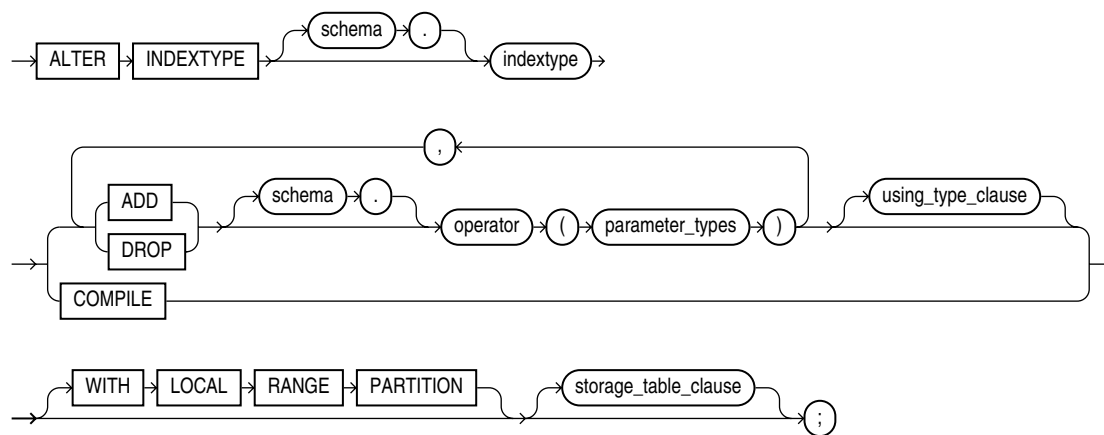 schema .
ALTER INDEXTYPE indextype
,
ADD schema . using_type_clause
DROP operator ( parameter_types )
COMPILE
WITH LOCAL RANGE PARTITION storage_table_clause
;